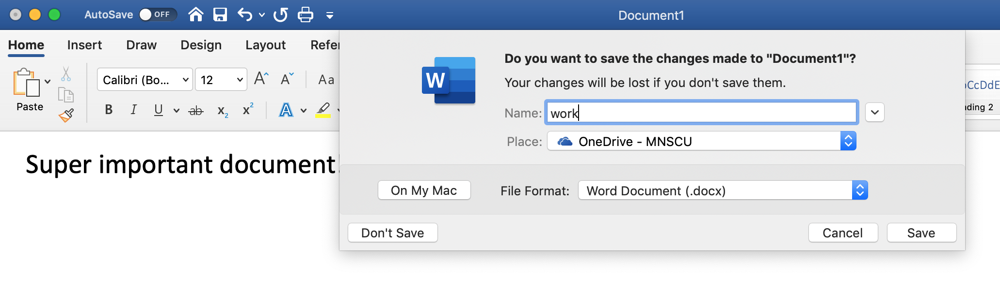 AutoSave OFF Document1
Home Insert Draw Design Layout
Do you want to save the changes made to "Document1"?
Your changes will be lost if you don't save them.
Calibri (Bo... 12 A A Aa
W
Paste
B I U ab x2 x2 A
Name: work
ading 2
Place: OneDrive - MNSCU
Super important document!
On My Mac File Format: Word Document (.docx)
Don't Save Cancel Save